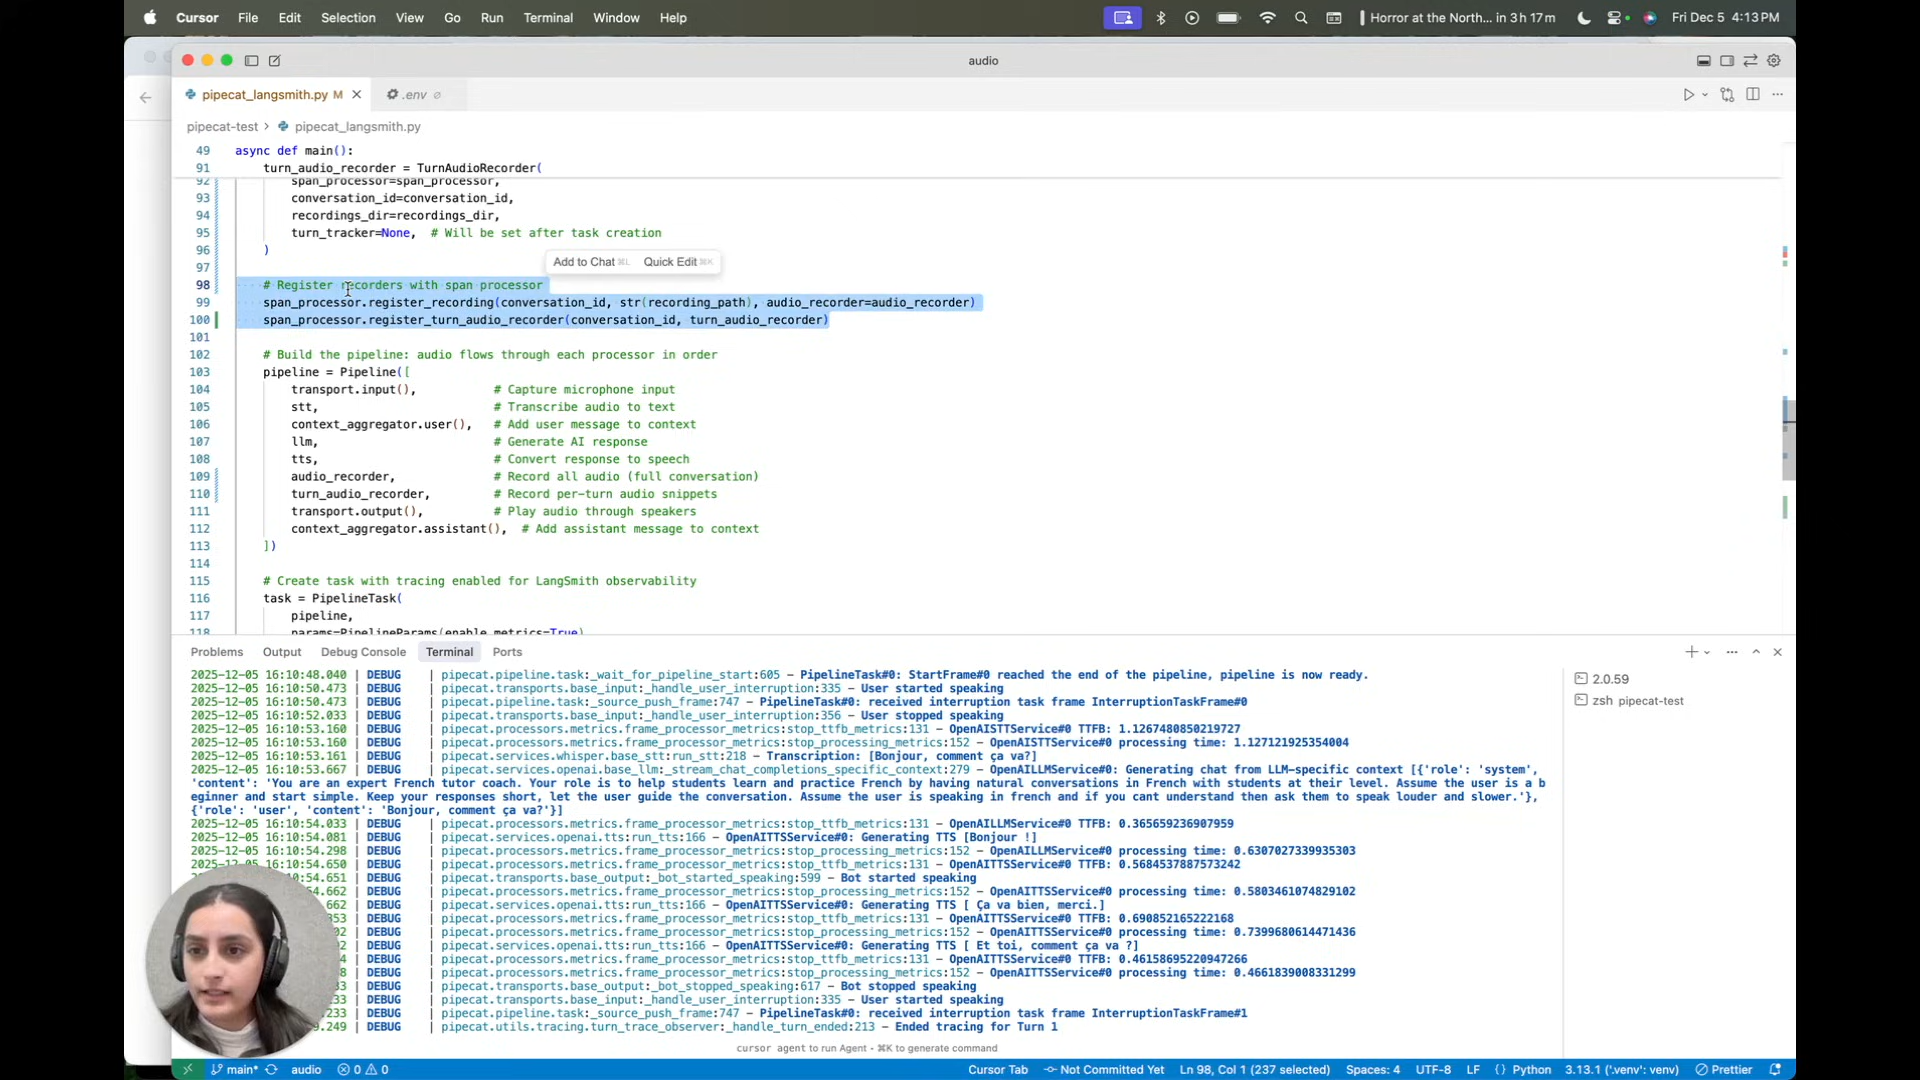 Cursor File Edit Selection View Go Run Terminal Window Help
Horror at the North... in 3 h 17 m Fri Dec 5 4:13 PM
audio
pipecat_langsmith.py M .env
pipecat-test > pipecat_langsmith.py
49 async def main():
91 turn_audio_recorder = TurnAudioRecorder(
92 span_processor=span_processor,
93 conversation_id=conversation_id,
94 recordings_dir=recordings_dir,
95 turn_tracker=None, # Will be set after task creation
96 )
Add to Chat ⌘L Quick Edit ⌘K
97
98 # Register recorders with span processor
99 span_processor.register_recording(conversation_id, str(recording_path), audio_recorder=audio_recorder)
100 span_processor.register_turn_audio_recorder(conversation_id, turn_audio_recorder)
101
102 # Build the pipeline: audio flows through each processor in order
103 pipeline = Pipeline([
104 transport.input(), # Capture microphone input
105 stt, # Transcribe audio to text
106 context_aggregator.user(), # Add user message to context
107 llm, # Generate AI response
108 tts, # Convert response to speech
109 audio_recorder, # Record all audio (full conversation)
110 turn_audio_recorder, # Record per-turn audio snippets
111 transport.output(), # Play audio through speakers
112 context_aggregator.assistant(), # Add assistant message to context
113 ])
114
115 # Create task with tracing enabled for LangSmith observability
116 task = PipelineTask(
117 pipeline,
118 params=PipelineParams(enable_metrics=True)
Problems Output Debug Console Terminal Ports
2025-12-05 16:10:48.040 | DEBUG | pipecat.pipeline.task:_wait_for_pipeline_start:605 - PipelineTask#0: StartFrame#0 reached the end of the pipeline, pipeline is now ready.
2025-12-05 16:10:50.473 | DEBUG | pipecat.transports.base_input:_handle_user_interruption:335 - User started speaking
2025-12-05 16:10:50.473 | DEBUG | pipecat.pipeline.task:_source_push_frame:747 - PipelineTask#0: received interruption task frame InterruptionTaskFrame#0
2025-12-05 16:10:52.033 | DEBUG | pipecat.transports.base_input:_handle_user_interruption:356 - User stopped speaking
2025-12-05 16:10:53.160 | DEBUG | pipecat.processors.metrics.frame_processor_metrics:stop_ttfb_metrics:131 - OpenAISTTService#0 TTFB: 1.1267480850219727
2025-12-05 16:10:53.160 | DEBUG | pipecat.processors.metrics.frame_processor_metrics:stop_processing_metrics:152 - OpenAISTTService#0 processing time: 1.127121925354004
2025-12-05 16:10:53.161 | DEBUG | pipecat.services.whisper.base_stt:run_stt:218 - Transcription: [Bonjour, comment ça va?]
2025-12-05 16:10:53.667 | DEBUG | pipecat.services.openai.base_llm:_stream_chat_completions_specific_context:279 - OpenAILLMService#0: Generating chat from LLM-specific context [{'role': 'system',
'content': 'You are an expert French tutor coach. Your role is to help students learn and practice French by having natural conversations in French with students at their level. Assume the user is a b
eginner and start simple. Keep your responses short, let the user guide the conversation. Assume the user is speaking in french and if you cant understand then ask them to speak louder and slower.'},
{'role': 'user', 'content': 'Bonjour, comment ça va?'}]
2025-12-05 16:10:54.033 | DEBUG | pipecat.processors.metrics.frame_processor_metrics:stop_ttfb_metrics:131 - OpenAILLMService#0 TTFB: 0.365659236907959
2025-12-05 16:10:54.081 | DEBUG | pipecat.services.openai.tts:run_tts:166 - OpenAITTSService#0: Generating TTS [Bonjour !]
2025-12-05 16:10:54.298 | DEBUG | pipecat.processors.metrics.frame_processor_metrics:stop_processing_metrics:152 - OpenAILLMService#0 processing time: 0.6307027339935303
2025-12-05 16:10:54.650 | DEBUG | pipecat.processors.metrics.frame_processor_metrics:stop_ttfb_metrics:131 - OpenAITTSService#0 TTFB: 0.5684537887573242
:10:54.651 | DEBUG | pipecat.transports.base_output:_bot_started_speaking:599 - Bot started speaking
4.662 | DEBUG | pipecat.processors.metrics.frame_processor_metrics:stop_processing_metrics:152 - OpenAITTSService#0 processing time: 0.5803461074829102
.662 | DEBUG | pipecat.services.openai.tts:run_tts:166 - OpenAITTSService#0: Generating TTS [ Ça va bien, merci.]
953 | DEBUG | pipecat.processors.metrics.frame_processor_metrics:stop_ttfb_metrics:131 - OpenAITTSService#0 TTFB: 0.690852165222168
02 | DEBUG | pipecat.processors.metrics.frame_processor_metrics:stop_processing_metrics:152 - OpenAITTSService#0 processing time: 0.7399680614471436
2 | DEBUG | pipecat.services.openai.tts:run_tts:166 - OpenAITTSService#0: Generating TTS [ Et toi, comment ça va ?]
4 | DEBUG | pipecat.processors.metrics.frame_processor_metrics:stop_ttfb_metrics:131 - OpenAITTSService#0 TTFB: 0.46158695220947266
8 | DEBUG | pipecat.processors.metrics.frame_processor_metrics:stop_processing_metrics:152 - OpenAITTSService#0 processing time: 0.4661839008331299
33 | DEBUG | pipecat.transports.base_output:_bot_stopped_speaking:617 - Bot stopped speaking
33 | DEBUG | pipecat.transports.base_input:_handle_user_interruption:335 - User started speaking
.233 | DEBUG | pipecat.pipeline.task:_source_push_frame:747 - PipelineTask#0: received interruption task frame InterruptionTaskFrame#1
9.249 | DEBUG | pipecat.utils.tracing.turn_trace_observer:_handle_turn_ended:213 - Ended tracing for Turn 1
2.0.59
zsh pipecat-test
cursor agent to run Agent - ⌘K to generate command
main* audio 0 0 Cursor Tab Not Committed Yet Ln 98, Col 1 (237 selected) Spaces: 4 UTF-8 LF {} Python 3.13.1 ('.venv': venv) Prettier